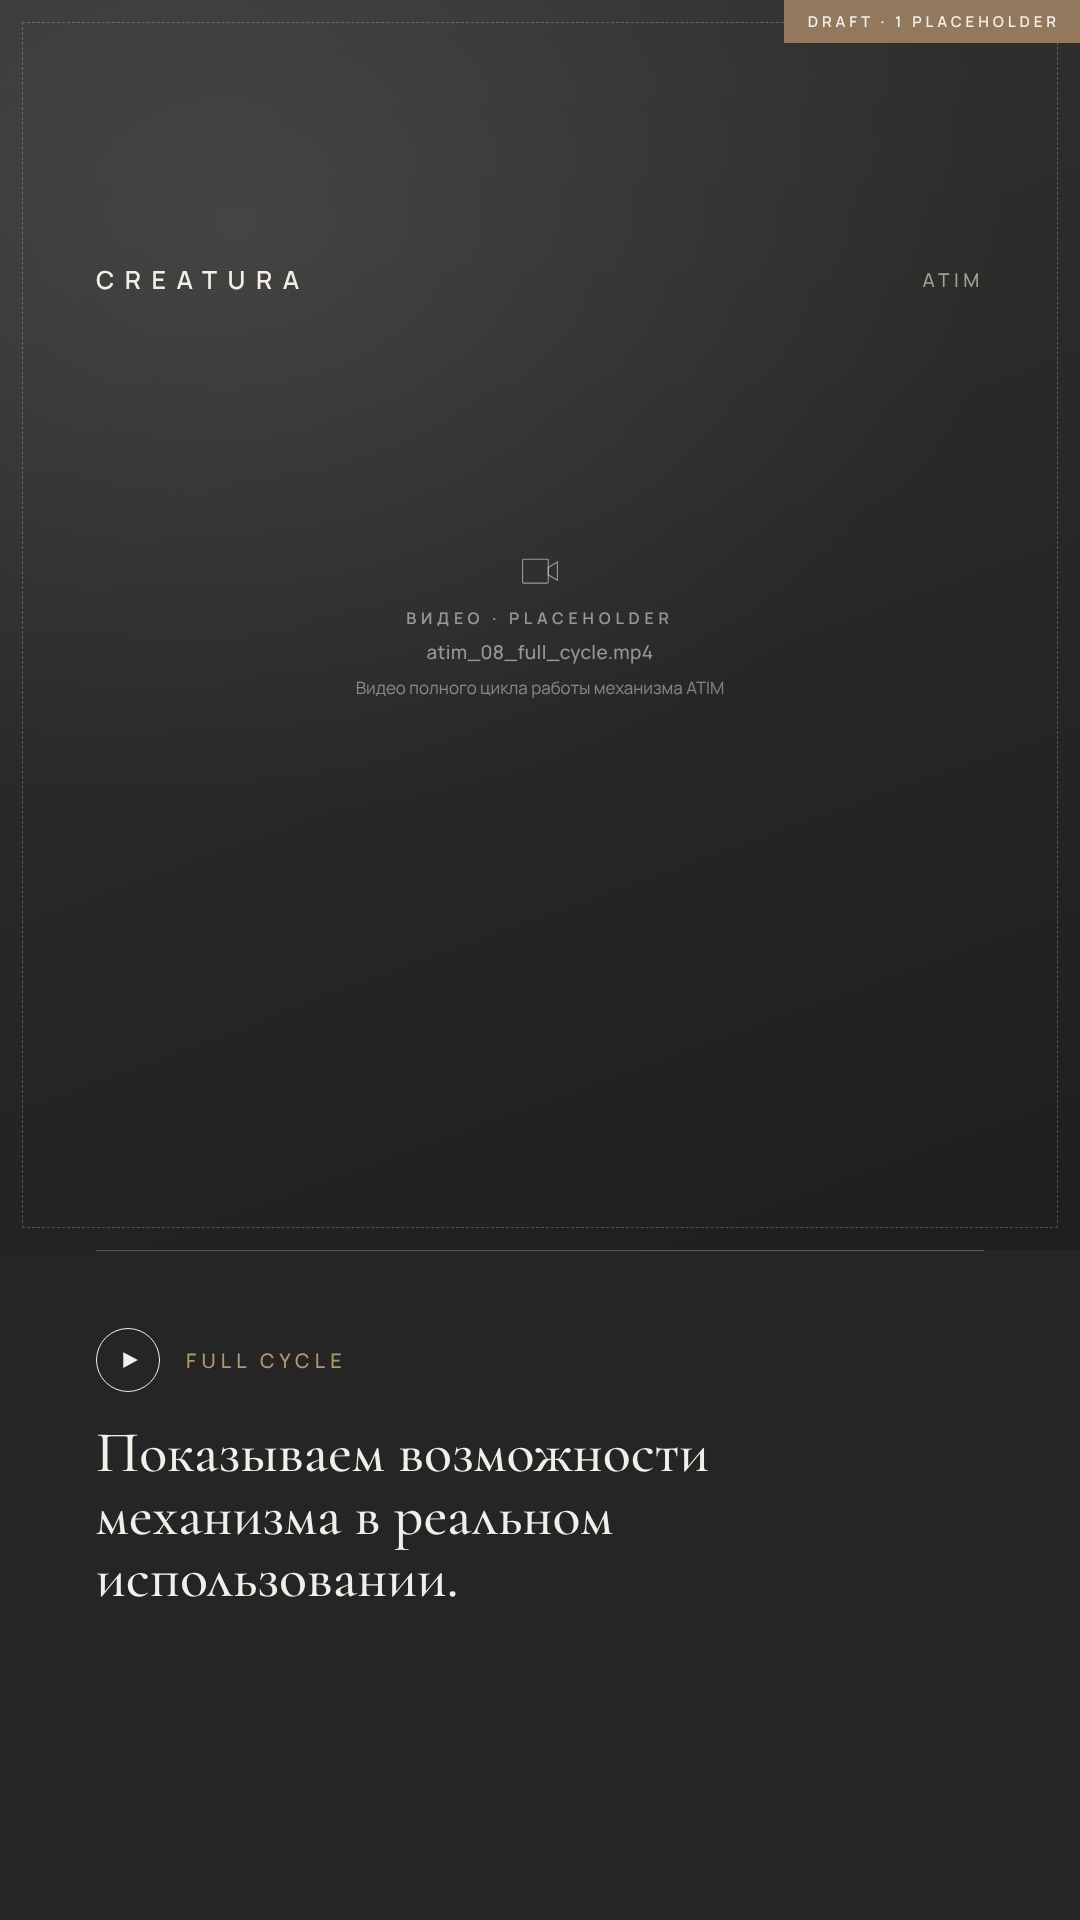 DRAFT · 1 PLACEHOLDER
CREATURA
ATIM
ВИДЕО · PLACEHOLDER
atim_08_full_cycle.mp4
Видео полного цикла работы механизма ATIM
FULL CYCLE
Показываем возможности
механизма в реальном
использовании.